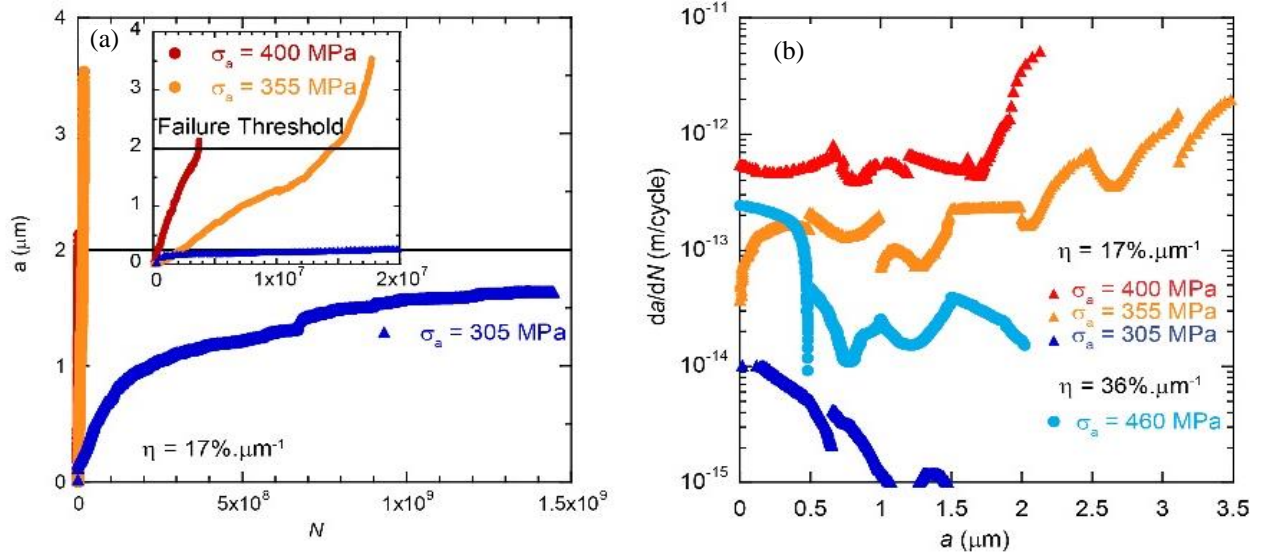 (a)
σa = 400 MPa
σa = 355 MPa
Failure Threshold
4
3
2
1
0
0 1x10^7 2x10^7
a (μm)
4
3
2
1
0
σa = 305 MPa
η = 17%.μm-1
0 5x10^8 1x10^9 1.5x10^9
N
(b)
da/dN (m/cycle)
10^-11
10^-12
10^-13
10^-14
10^-15
η = 17%.μm-1
σa = 400 MPa
σa = 355 MPa
σa = 305 MPa
η = 36%.μm-1
σa = 460 MPa
0 0.5 1 1.5 2 2.5 3 3.5
a (μm)